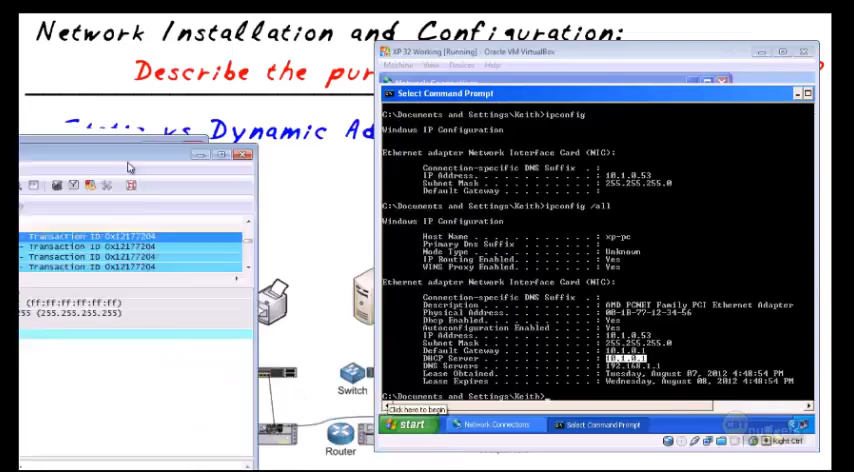 Network Installation and Configuration:
Describe the pur
Static vs Dynamic Ad
XP 32 Working [Running] - Oracle VM VirtualBox
Machine View Devices Help
Network Connections
Select Command Prompt
C:\Documents and Settings\Keith>ipconfig
Windows IP Configuration
Ethernet adapter Network Interface Card (NIC):
Connection-specific DNS Suffix . :
IP Address. . . . . . . . . . . . : 10.1.0.53
Subnet Mask . . . . . . . . . . . : 255.255.255.0
Default Gateway . . . . . . . . . :
C:\Documents and Settings\Keith>ipconfig /all
Windows IP Configuration
Host Name . . . . . . . . . . . . : xp-pc
Primary Dns Suffix . . . . . . . :
Node Type . . . . . . . . . . . . : Unknown
IP Routing Enabled. . . . . . . . : Yes
WINS Proxy Enabled. . . . . . . . : Yes
Ethernet adapter Network Interface Card (NIC):
Connection-specific DNS Suffix . :
Description . . . . . . . . . . . : AMD PCNET Family PCI Ethernet Adapter
Physical Address. . . . . . . . . : 00-1B-77-12-34-56
Dhcp Enabled. . . . . . . . . . . : Yes
Autoconfiguration Enabled . . . . : Yes
IP Address. . . . . . . . . . . . : 10.1.0.53
Subnet Mask . . . . . . . . . . . : 255.255.255.0
Default Gateway . . . . . . . . . : 10.1.0.1
DHCP Server . . . . . . . . . . . : 10.1.0.1
DNS Servers . . . . . . . . . . . : 192.168.1.1
Lease Obtained. . . . . . . . . . : Tuesday, August 07, 2012 4:48:54 PM
Lease Expires . . . . . . . . . . : Wednesday, August 08, 2012 4:48:54 PM
C:\Documents and Settings\Keith>_
Click here to begin
start
Network Connections
Select Command Prompt
Right Ctrl
- Transaction ID 0x12177204
- Transaction ID 0x12177204
- Transaction ID 0x12177204
- Transaction ID 0x12177204
(ff:ff:ff:ff:ff:ff)
55 (255.255.255.255)
Switch
Router